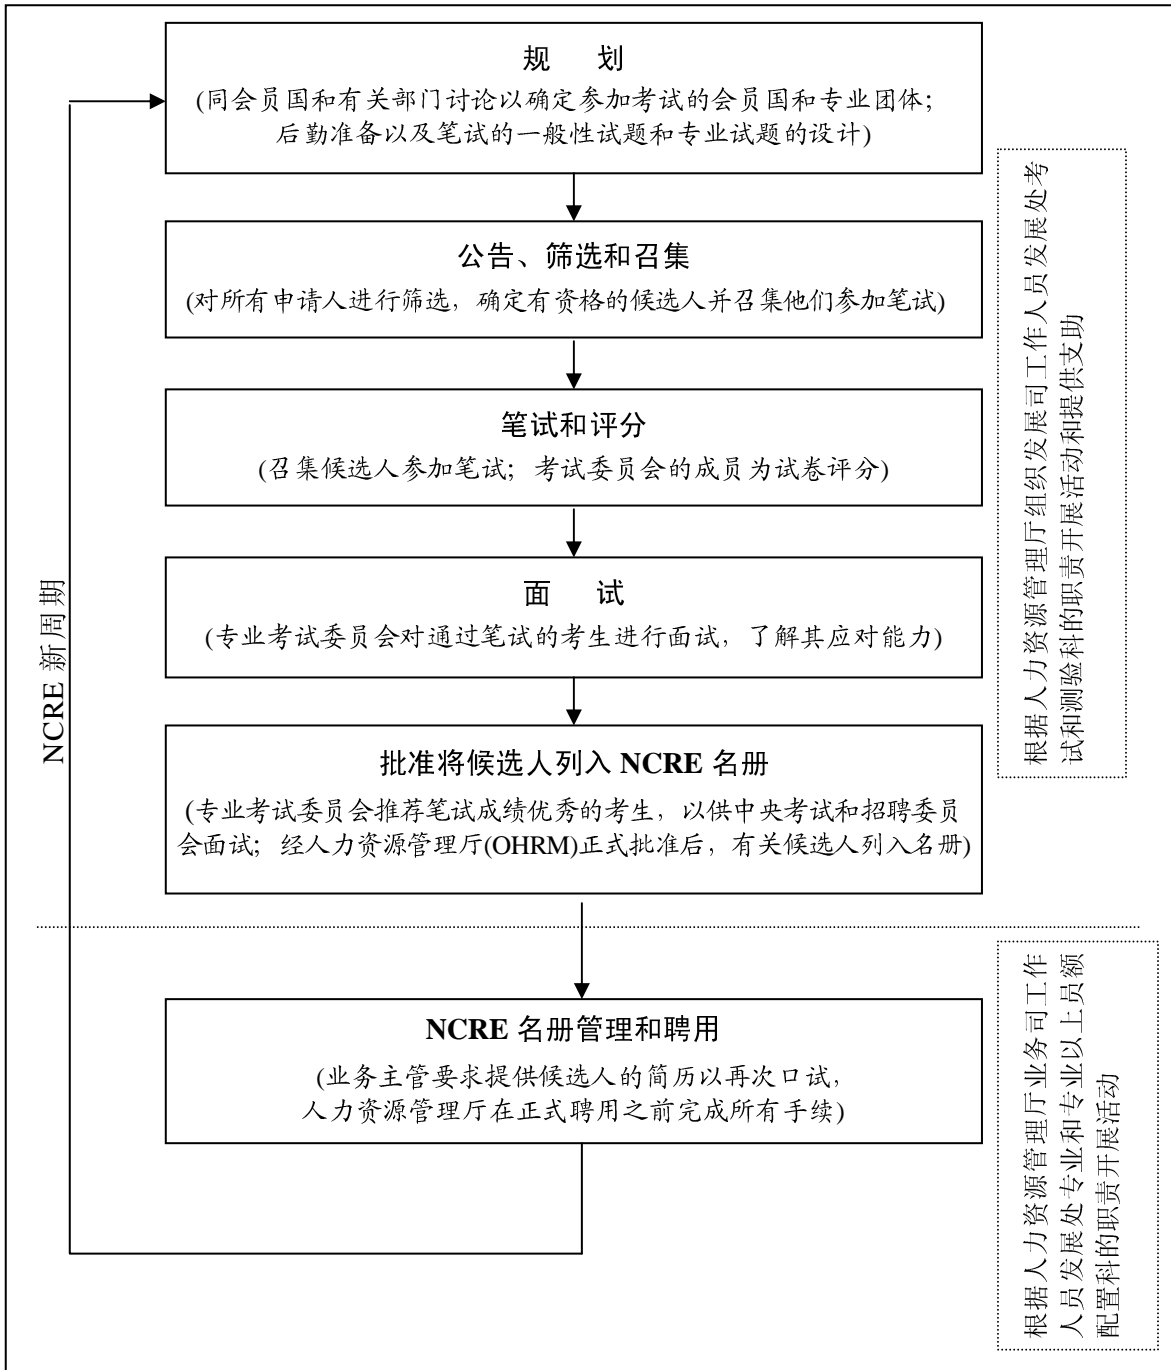 规 划
(同会员国和有关部门讨论以确定参加考试的会员国和专业团体；
后勤准备以及笔试的一般性试题和专业试题的设计)
公告、筛选和召集
(对所有申请人进行筛选，确定有资格的候选人并召集他们参加笔试)
笔试和评分
(召集候选人参加笔试；考试委员会的成员为试卷评分)
面 试
(专业考试委员会对通过笔试的考生进行面试，了解其应对能力)
批准将候选人列入 NCRE 名册
(专业考试委员会推荐笔试成绩优秀的考生，以供中央考试和招聘委员
会面试；经人力资源管理厅(OHRM)正式批准后，有关候选人列入名册)
NCRE 名册管理和聘用
(业务主管要求提供候选人的简历以再次口试，
人力资源管理厅在正式聘用之前完成所有手续)
NCRE 新周期
根据人力资源管理厅组织发展司工作人员发展处考
试和测验科的职责开展活动和提供支助
根据人力资源管理厅业务司工作
人员发展处专业和专业以上员额
配置科的职责开展活动